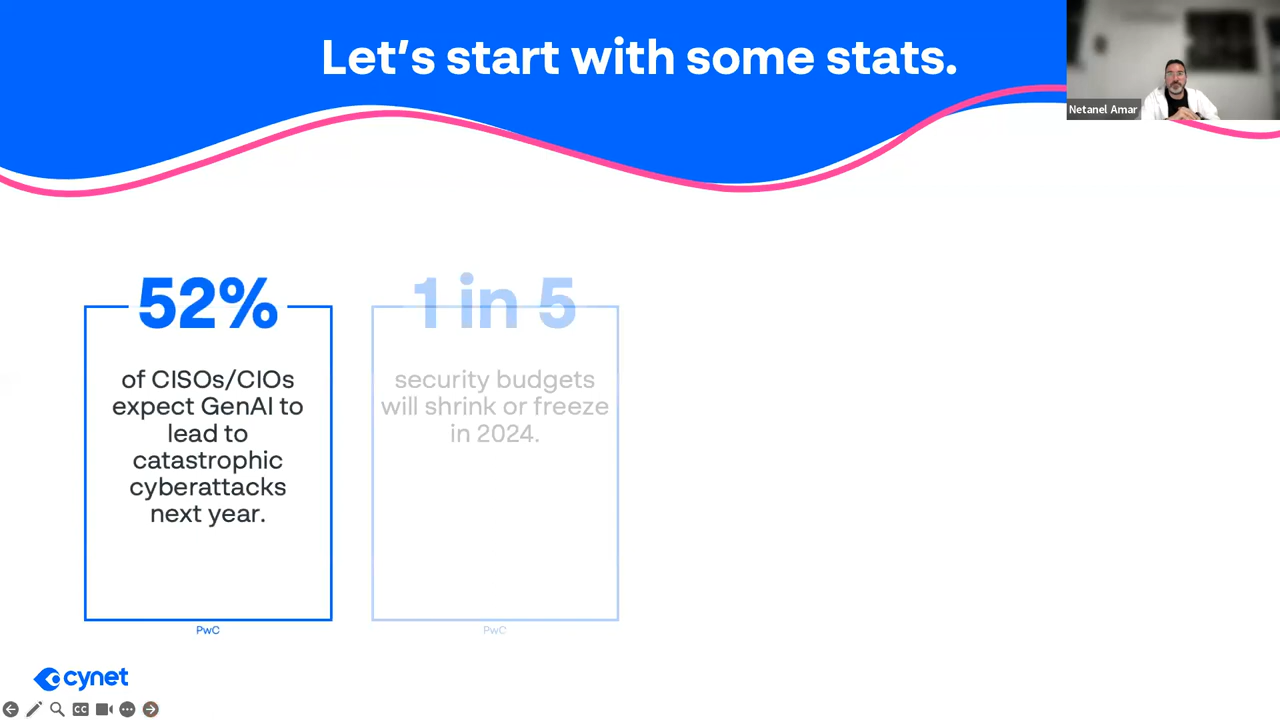 Let's start with some stats.
Netanel Amar
52%
of CISOs/CIOs
expect GenAI to
lead to
catastrophic
cyberattacks
next year.
PwC
1 in 5
security budgets
will shrink or freeze
in 2024.
PwC
cynet
CC